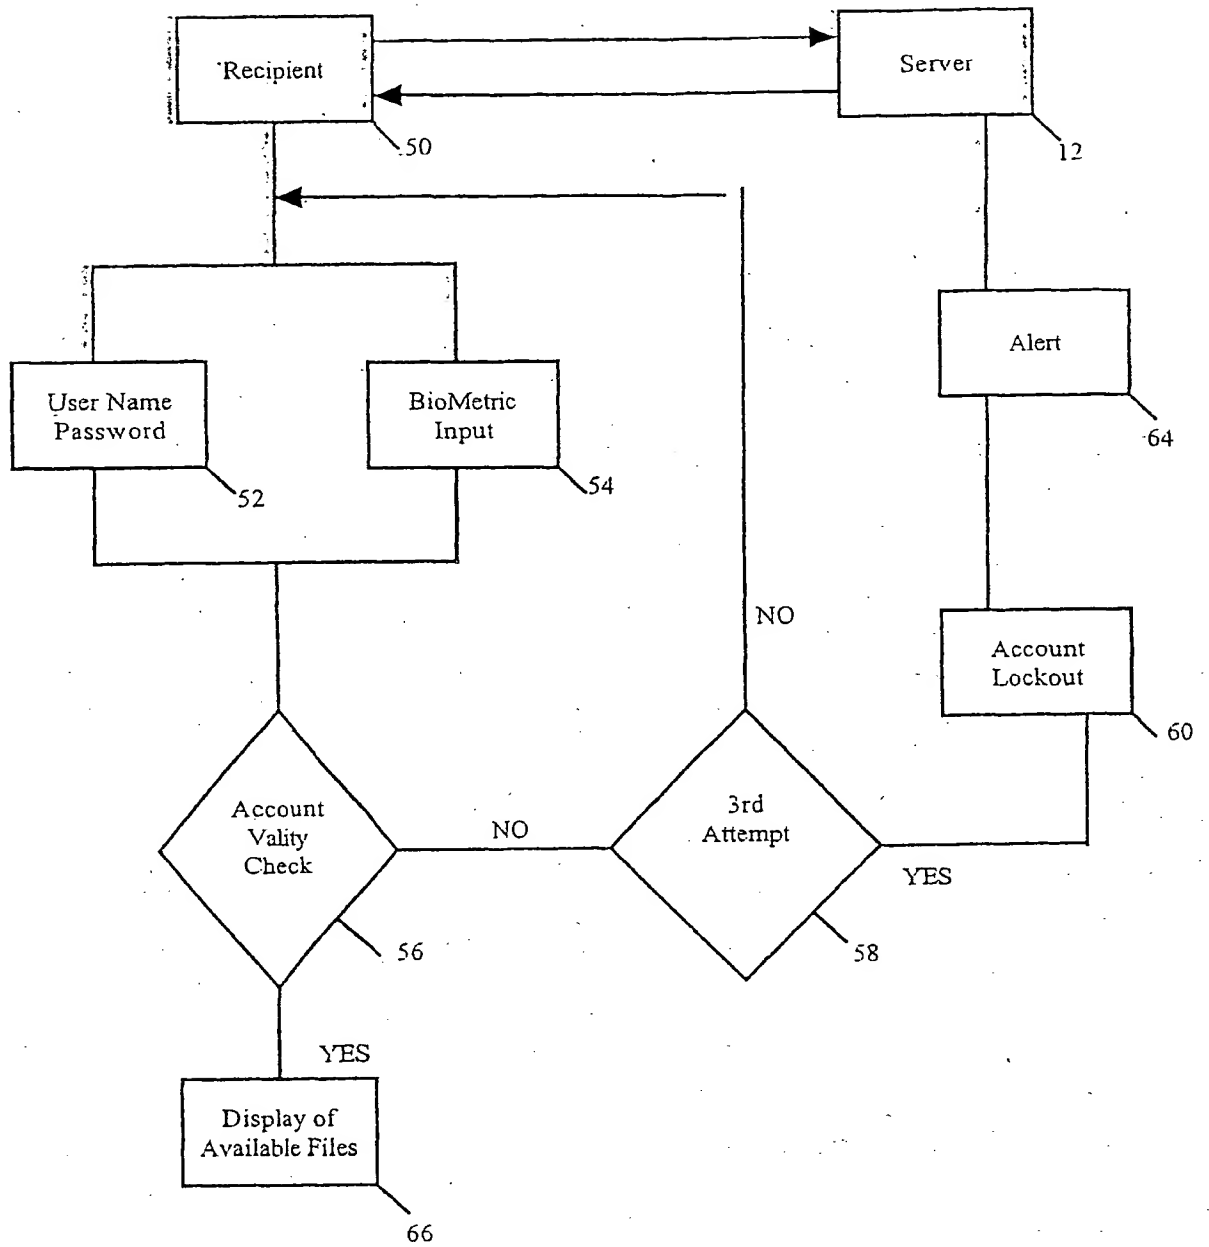 Recipient
Server
50
12
Alert
64
User Name
Password
BioMetric
Input
52
54
NO
Account
Lockout
60
Account
Vality
Check
NO
3rd
Attempt
YES
56
58
YES
Display of
Available Files
66